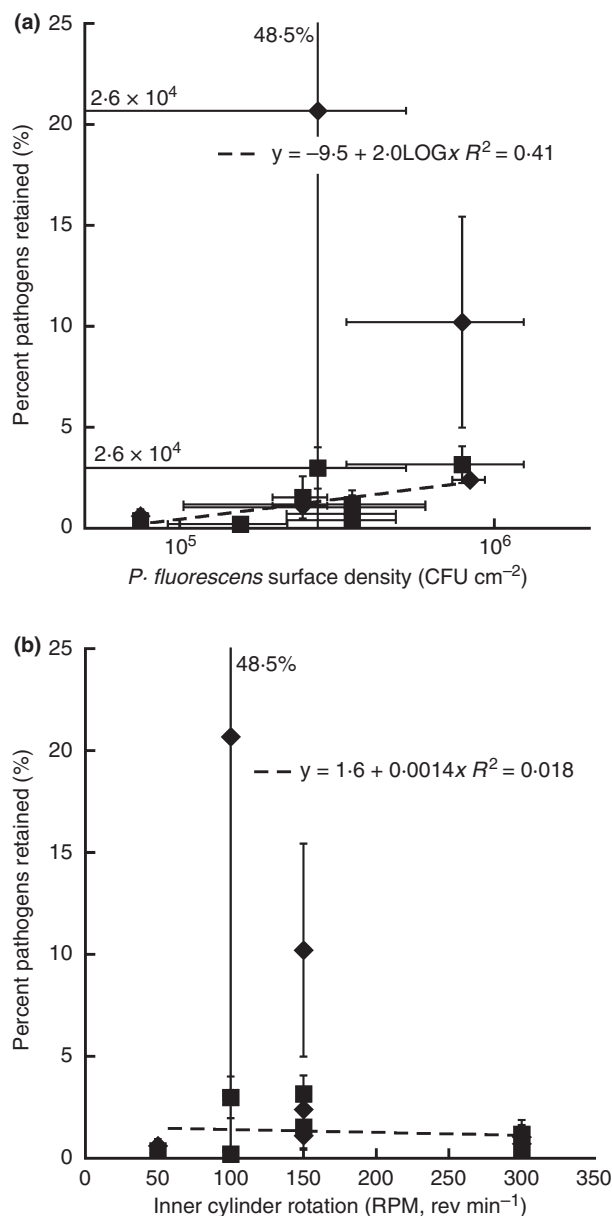 (a)
25
20
15
10
5
0
Percent pathogens retained (%)
48·5%
2·6 × 10⁴
y = –9·5 + 2·0LOGx R² = 0·41
2·6 × 10⁴
10⁵
10⁶
P· fluorescens surface density (CFU cm⁻²)
(b)
25
20
15
10
5
0
Percent pathogens retained (%)
48·5%
y = 1·6 + 0·0014x R² = 0·018
0 50 100 150 200 250 300 350
Inner cylinder rotation (RPM, rev min⁻¹)